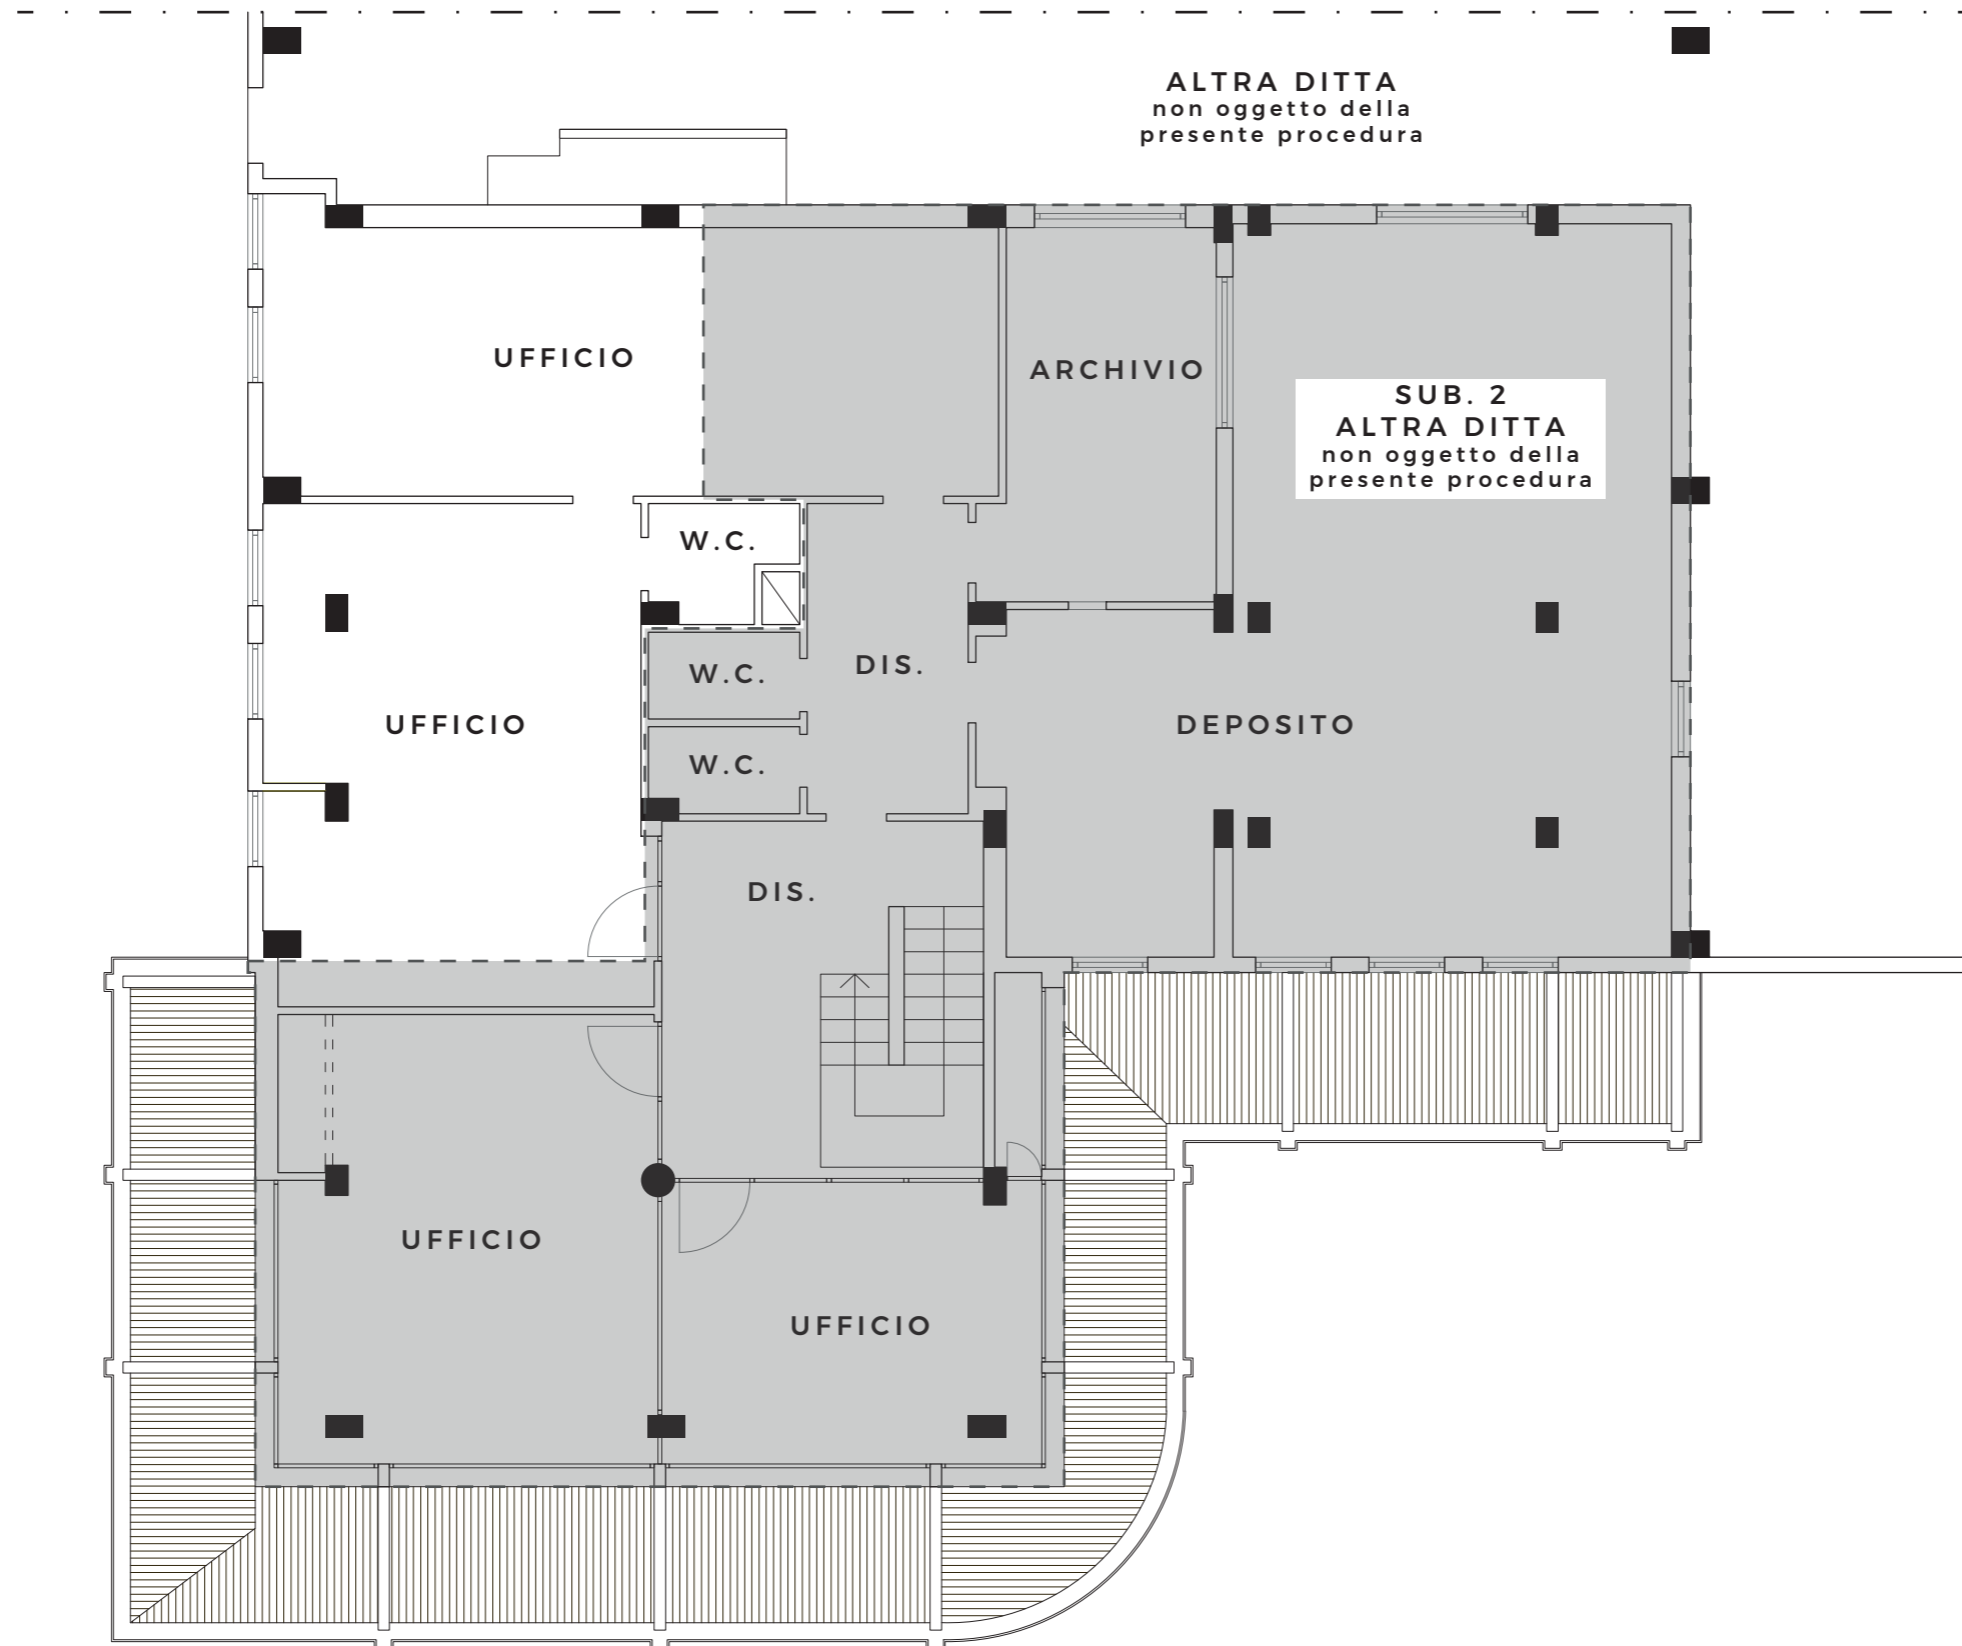 ALTRA DITTA
non oggetto della
presente procedura
UFFICIO
ARCHIVIO
SUB. 2
ALTRA DITTA
non oggetto della
presente procedura
W.C.
W.C.
DIS.
UFFICIO
DEPOSITO
W.C.
DIS.
UFFICIO
UFFICIO